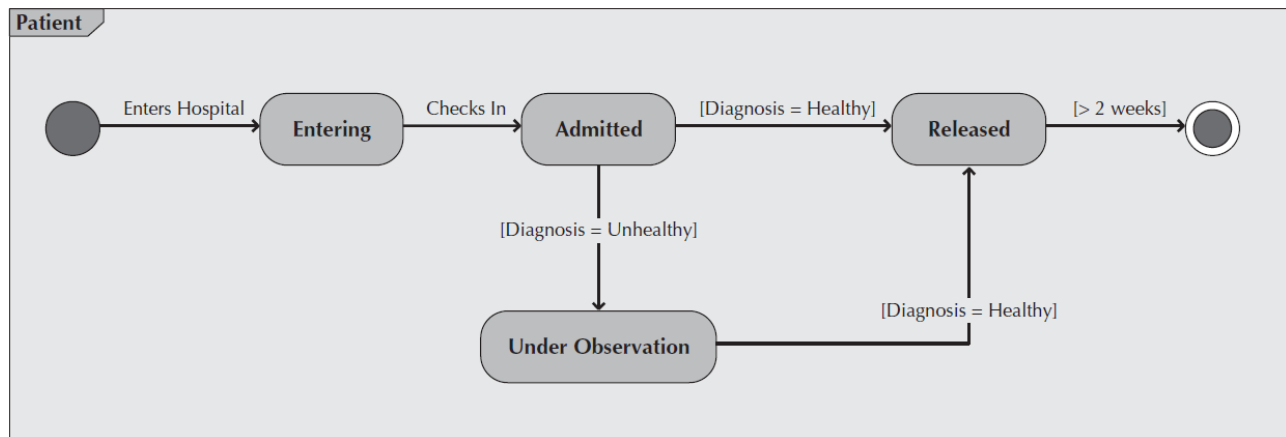 Patient
Enters Hospital
Entering
Checks In
Admitted
[Diagnosis = Healthy]
Released
[> 2 weeks]
[Diagnosis = Unhealthy]
[Diagnosis = Healthy]
Under Observation